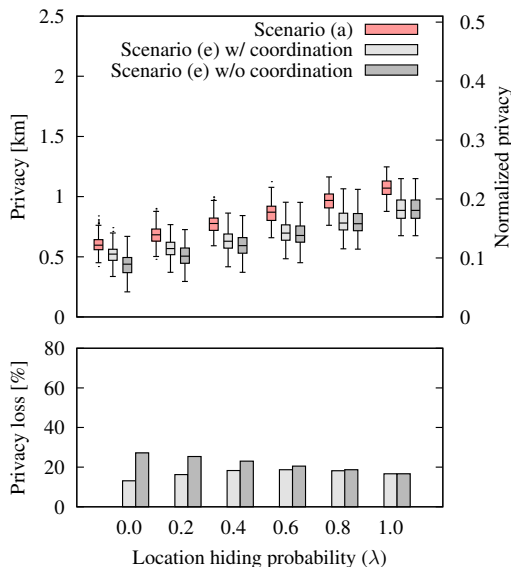 Scenario (a)
Scenario (e) w/ coordination
Scenario (e) w/o coordination
Privacy [km]
2.5
2
1.5
1
0.5
0
Normalized privacy
0.5
0.4
0.3
0.2
0.1
0
Privacy loss [%]
80
60
40
20
0
0.0 0.2 0.4 0.6 0.8 1.0
Location hiding probability (λ)